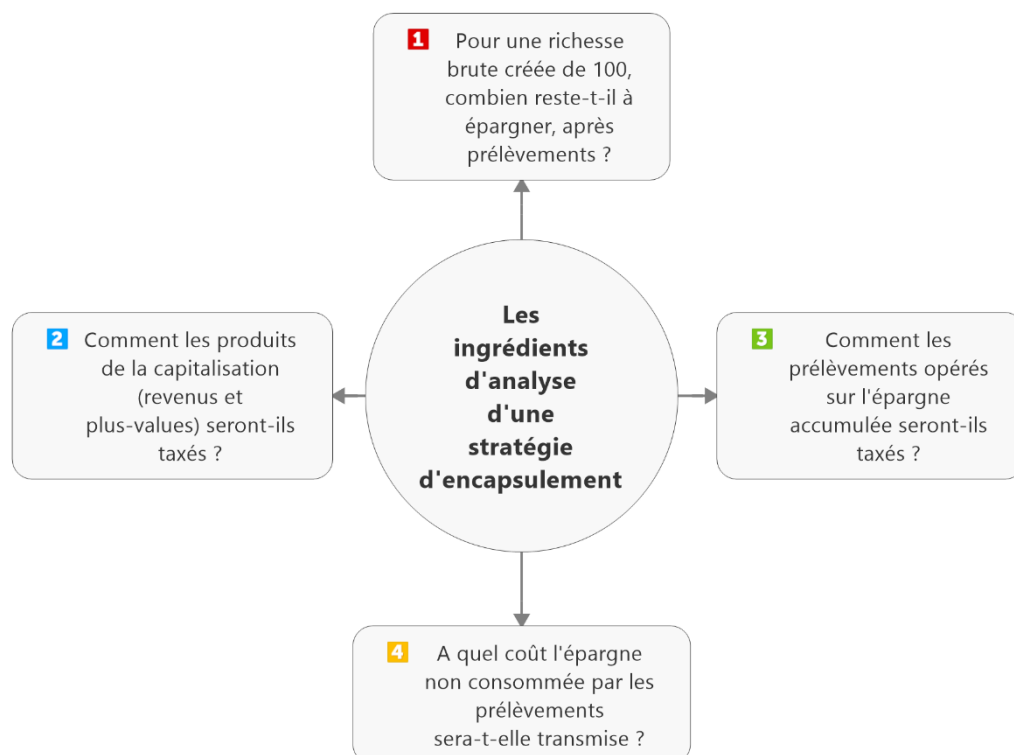 1 Pour une richesse
brute créée de 100,
combien reste-t-il à
épargner, après
prélèvements ?
Les
ingrédients
d'analyse
d'une
stratégie
d'encapsulement
2 Comment les produits
de la capitalisation
(revenus et
plus-values) seront-ils
taxés ?
3 Comment les
prélèvements opérés
sur l'épargne
accumulée seront-ils
taxés ?
4 A quel coût l'épargne
non consommée par les
prélèvements
sera-t-elle transmise ?